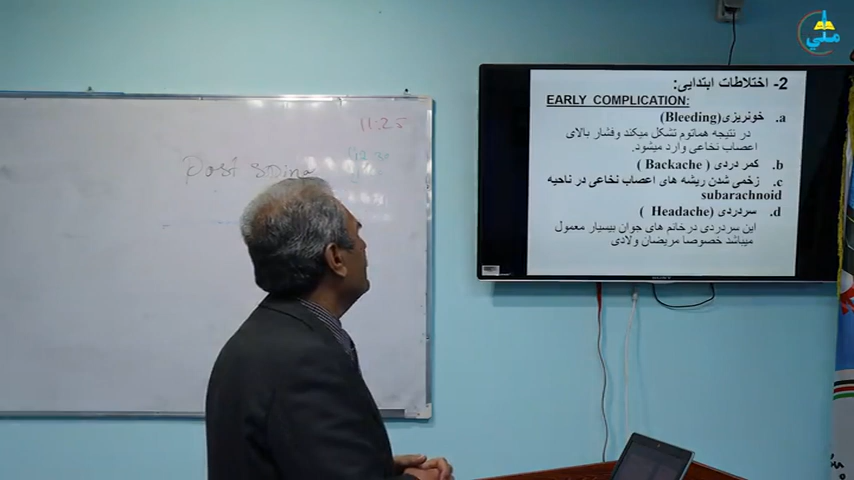 ملي
11:25
Post
2- اختلاطات ابتدایی:
EARLY COMPLICATION:
a. خونریزی(Bleeding)
در نتیجه هماتوم تشکل میکند وفشار بالای
اعصاب نخاعی وارد میشود.
b. کمر دردی ( Backache)
c. زخمی شدن ریشه های اعصاب نخاعی در ناحیه
subarachnoid
d. سردردی (Headache )
این سردردی درخانم های جوان بیسیار معمول
میباشد خصوصا مریضان ولادی